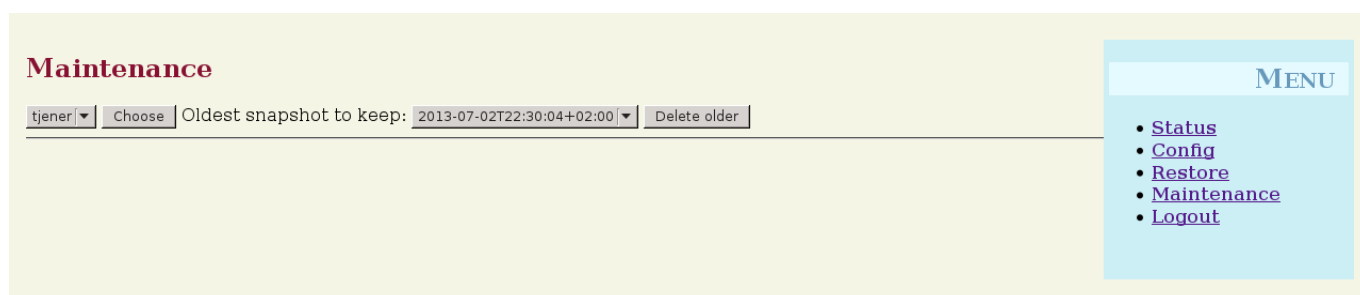 Maintenance
tjener Choose Oldest snapshot to keep: 2013-07-02T22:30:04+02:00 Delete older
MENU
Status
Config
Restore
Maintenance
Logout